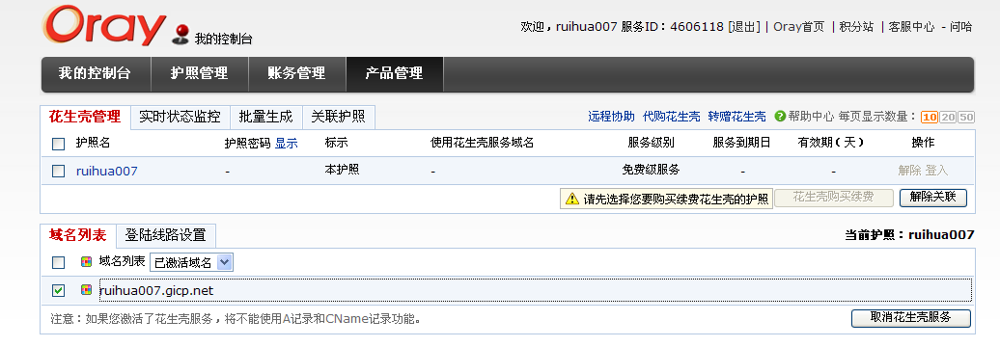 Oray 我的控制台
欢迎，ruihua007 服务ID：4606118 [退出] | Oray首页 | 积分站 | 客服中心 - 问哈
我的控制台 护照管理 账务管理 产品管理
花生壳管理 实时状态监控 批量生成 关联护照 远程协助 代购花生壳 转赠花生壳 帮助中心 每页显示数量：10 20 50
护照名 护照密码 显示 标示 使用花生壳服务域名 服务级别 服务到期日 有效期（天） 操作
ruihua007 - 本护照 - 免费级服务 - - 解除 登入
请先选择您要购买续费花生壳的护照 花生壳购买续费 解除关联
域名列表 登陆线路设置 当前护照：ruihua007
域名列表 已激活域名
ruihua007.gicp.net
注意：如果您激活了花生壳服务，将不能使用A记录和CName记录功能。 取消花生壳服务